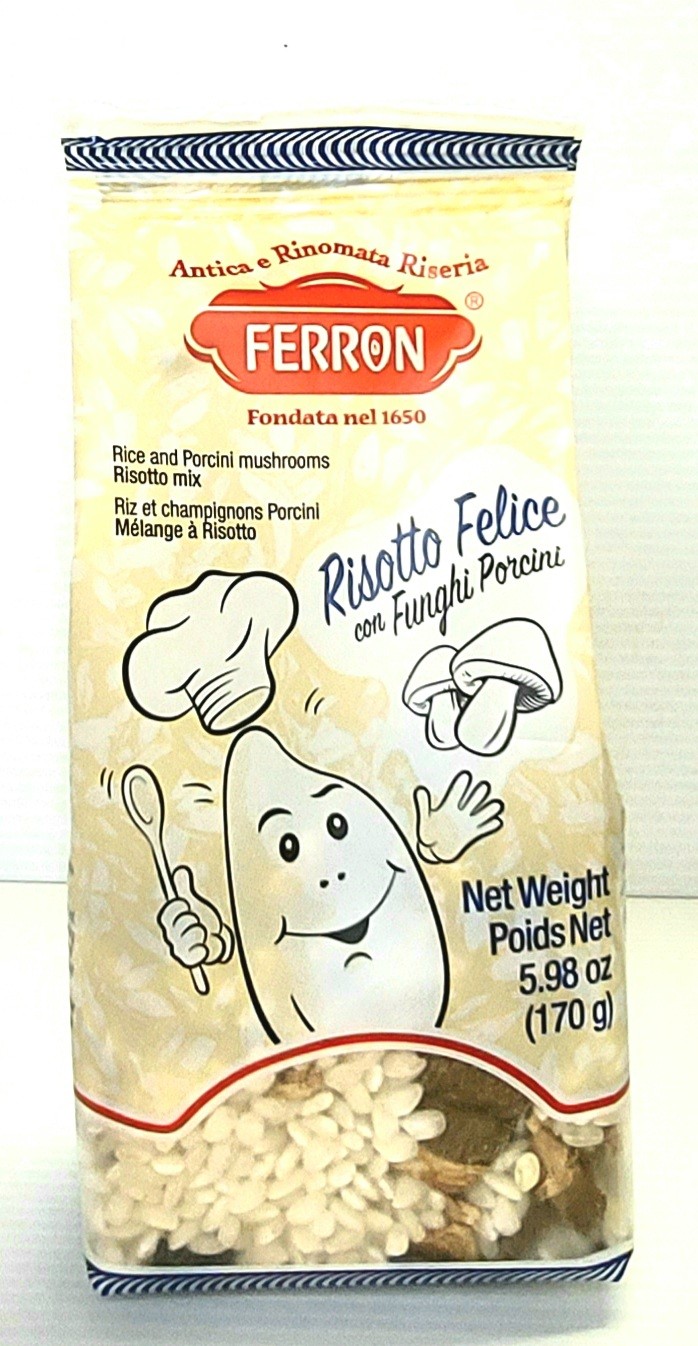 Antica e Rinomata Riseria
FERRON®
Fondata nel 1650
Rice and Porcini mushrooms
Risotto mix
Riz et champignons Porcini
Mélange à Risotto
Risotto Felice
con Funghi Porcini
Net Weight
Poids Net
5.98 oz
(170 g)